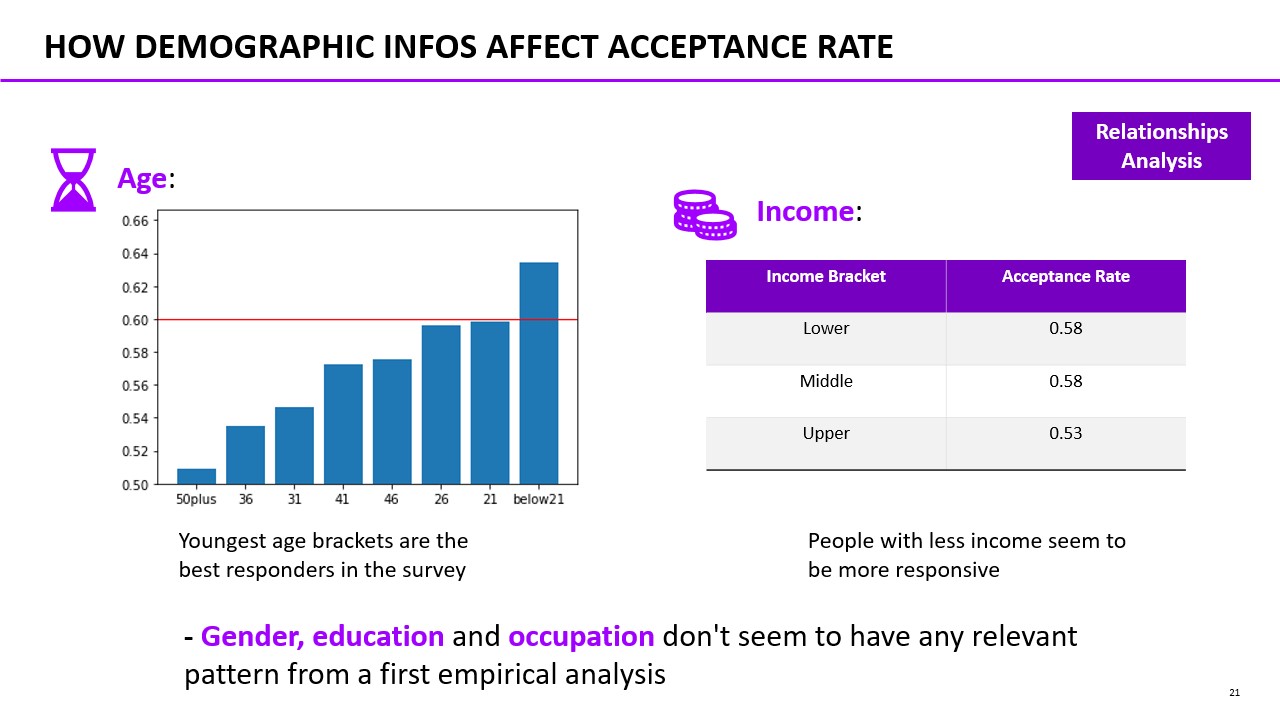 HOW DEMOGRAPHIC INFOS AFFECT ACCEPTANCE RATE
Relationships
Analysis
Age:
0.66
0.64
0.62
0.60
0.58
0.56
0.54
0.52
0.50
50plus 36 31 41 46 26 21 below21
Youngest age brackets are the
best responders in the survey
Income:
Income Bracket Acceptance Rate
Lower 0.58
Middle 0.58
Upper 0.53
People with less income seem to
be more responsive
- Gender, education and occupation don't seem to have any relevant
pattern from a first empirical analysis
21